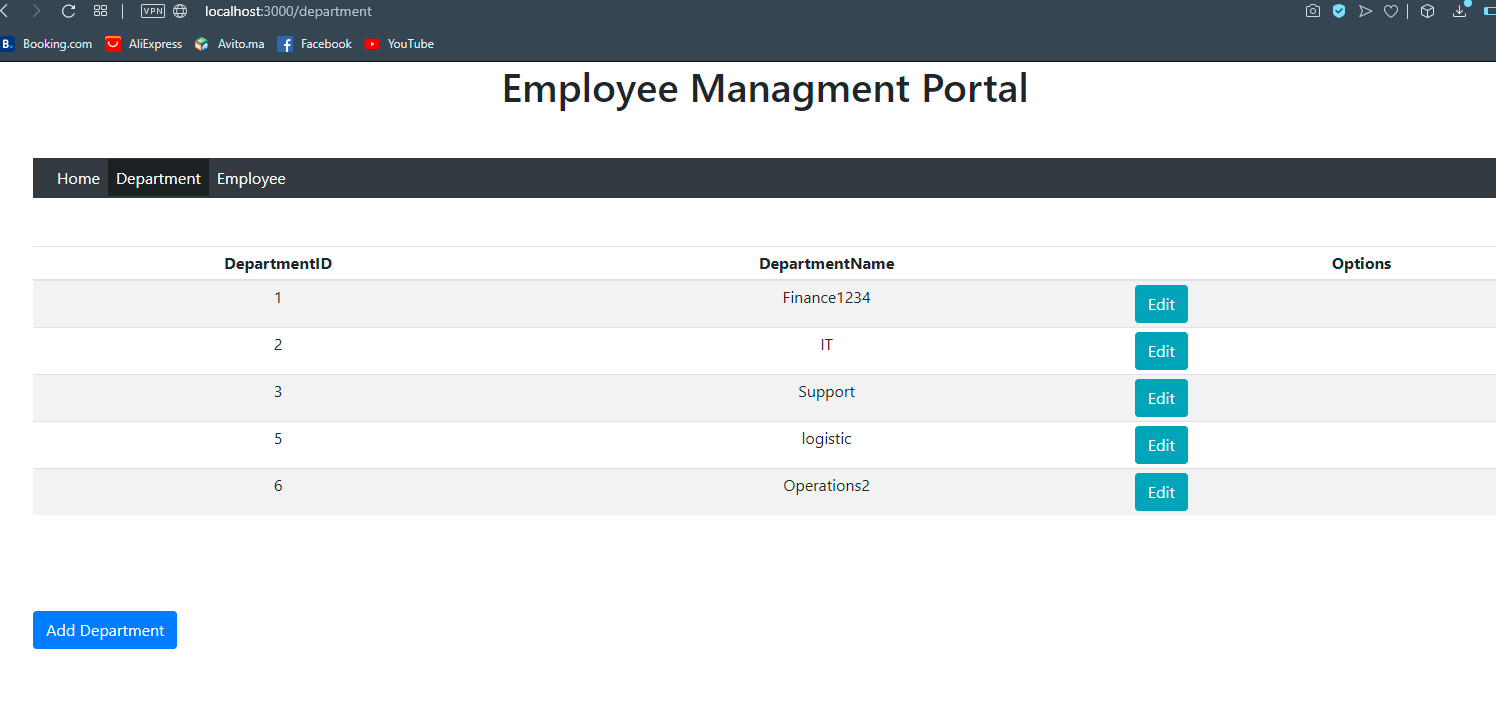 VPN localhost:3000/department
B. Booking.com AliExpress Avito.ma Facebook YouTube
Employee Managment Portal
Home Department Employee
DepartmentID DepartmentName Options
1 Finance1234 Edit
2 IT Edit
3 Support Edit
5 logistic Edit
6 Operations2 Edit
Add Department